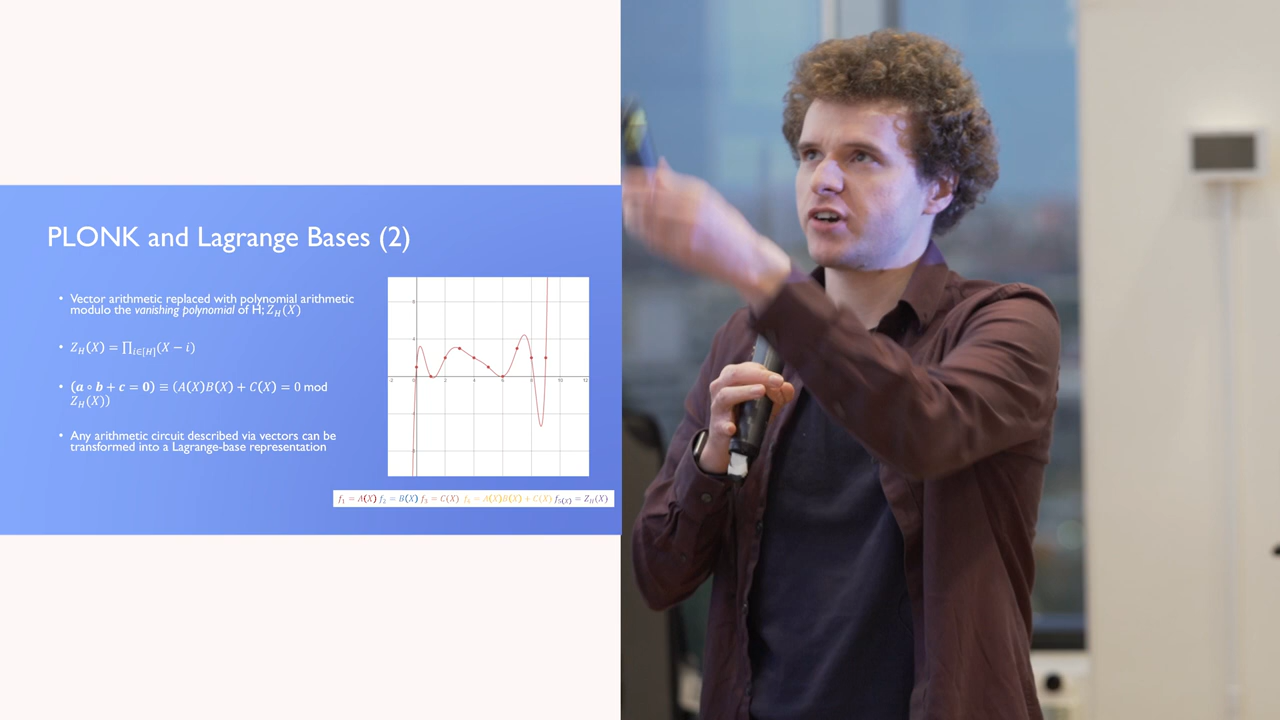 PLONK and Lagrange Bases (2)
• Vector arithmetic replaced with polynomial arithmetic
modulo the vanishing polynomial of H; Z_H(X)
• Z_H(X) = ∏_{i∈[H]}(X − i)
• (a ∘ b + c = 0) ≡ (A(X)B(X) + C(X) = 0 mod
Z_H(X))
• Any arithmetic circuit described via vectors can be
transformed into a Lagrange-base representation
f₁ = A(X) f₂ = B(X) f₃ = C(X) f₄ = A(X)B(X) + C(X) f_{5(X)} = Z_H(X)